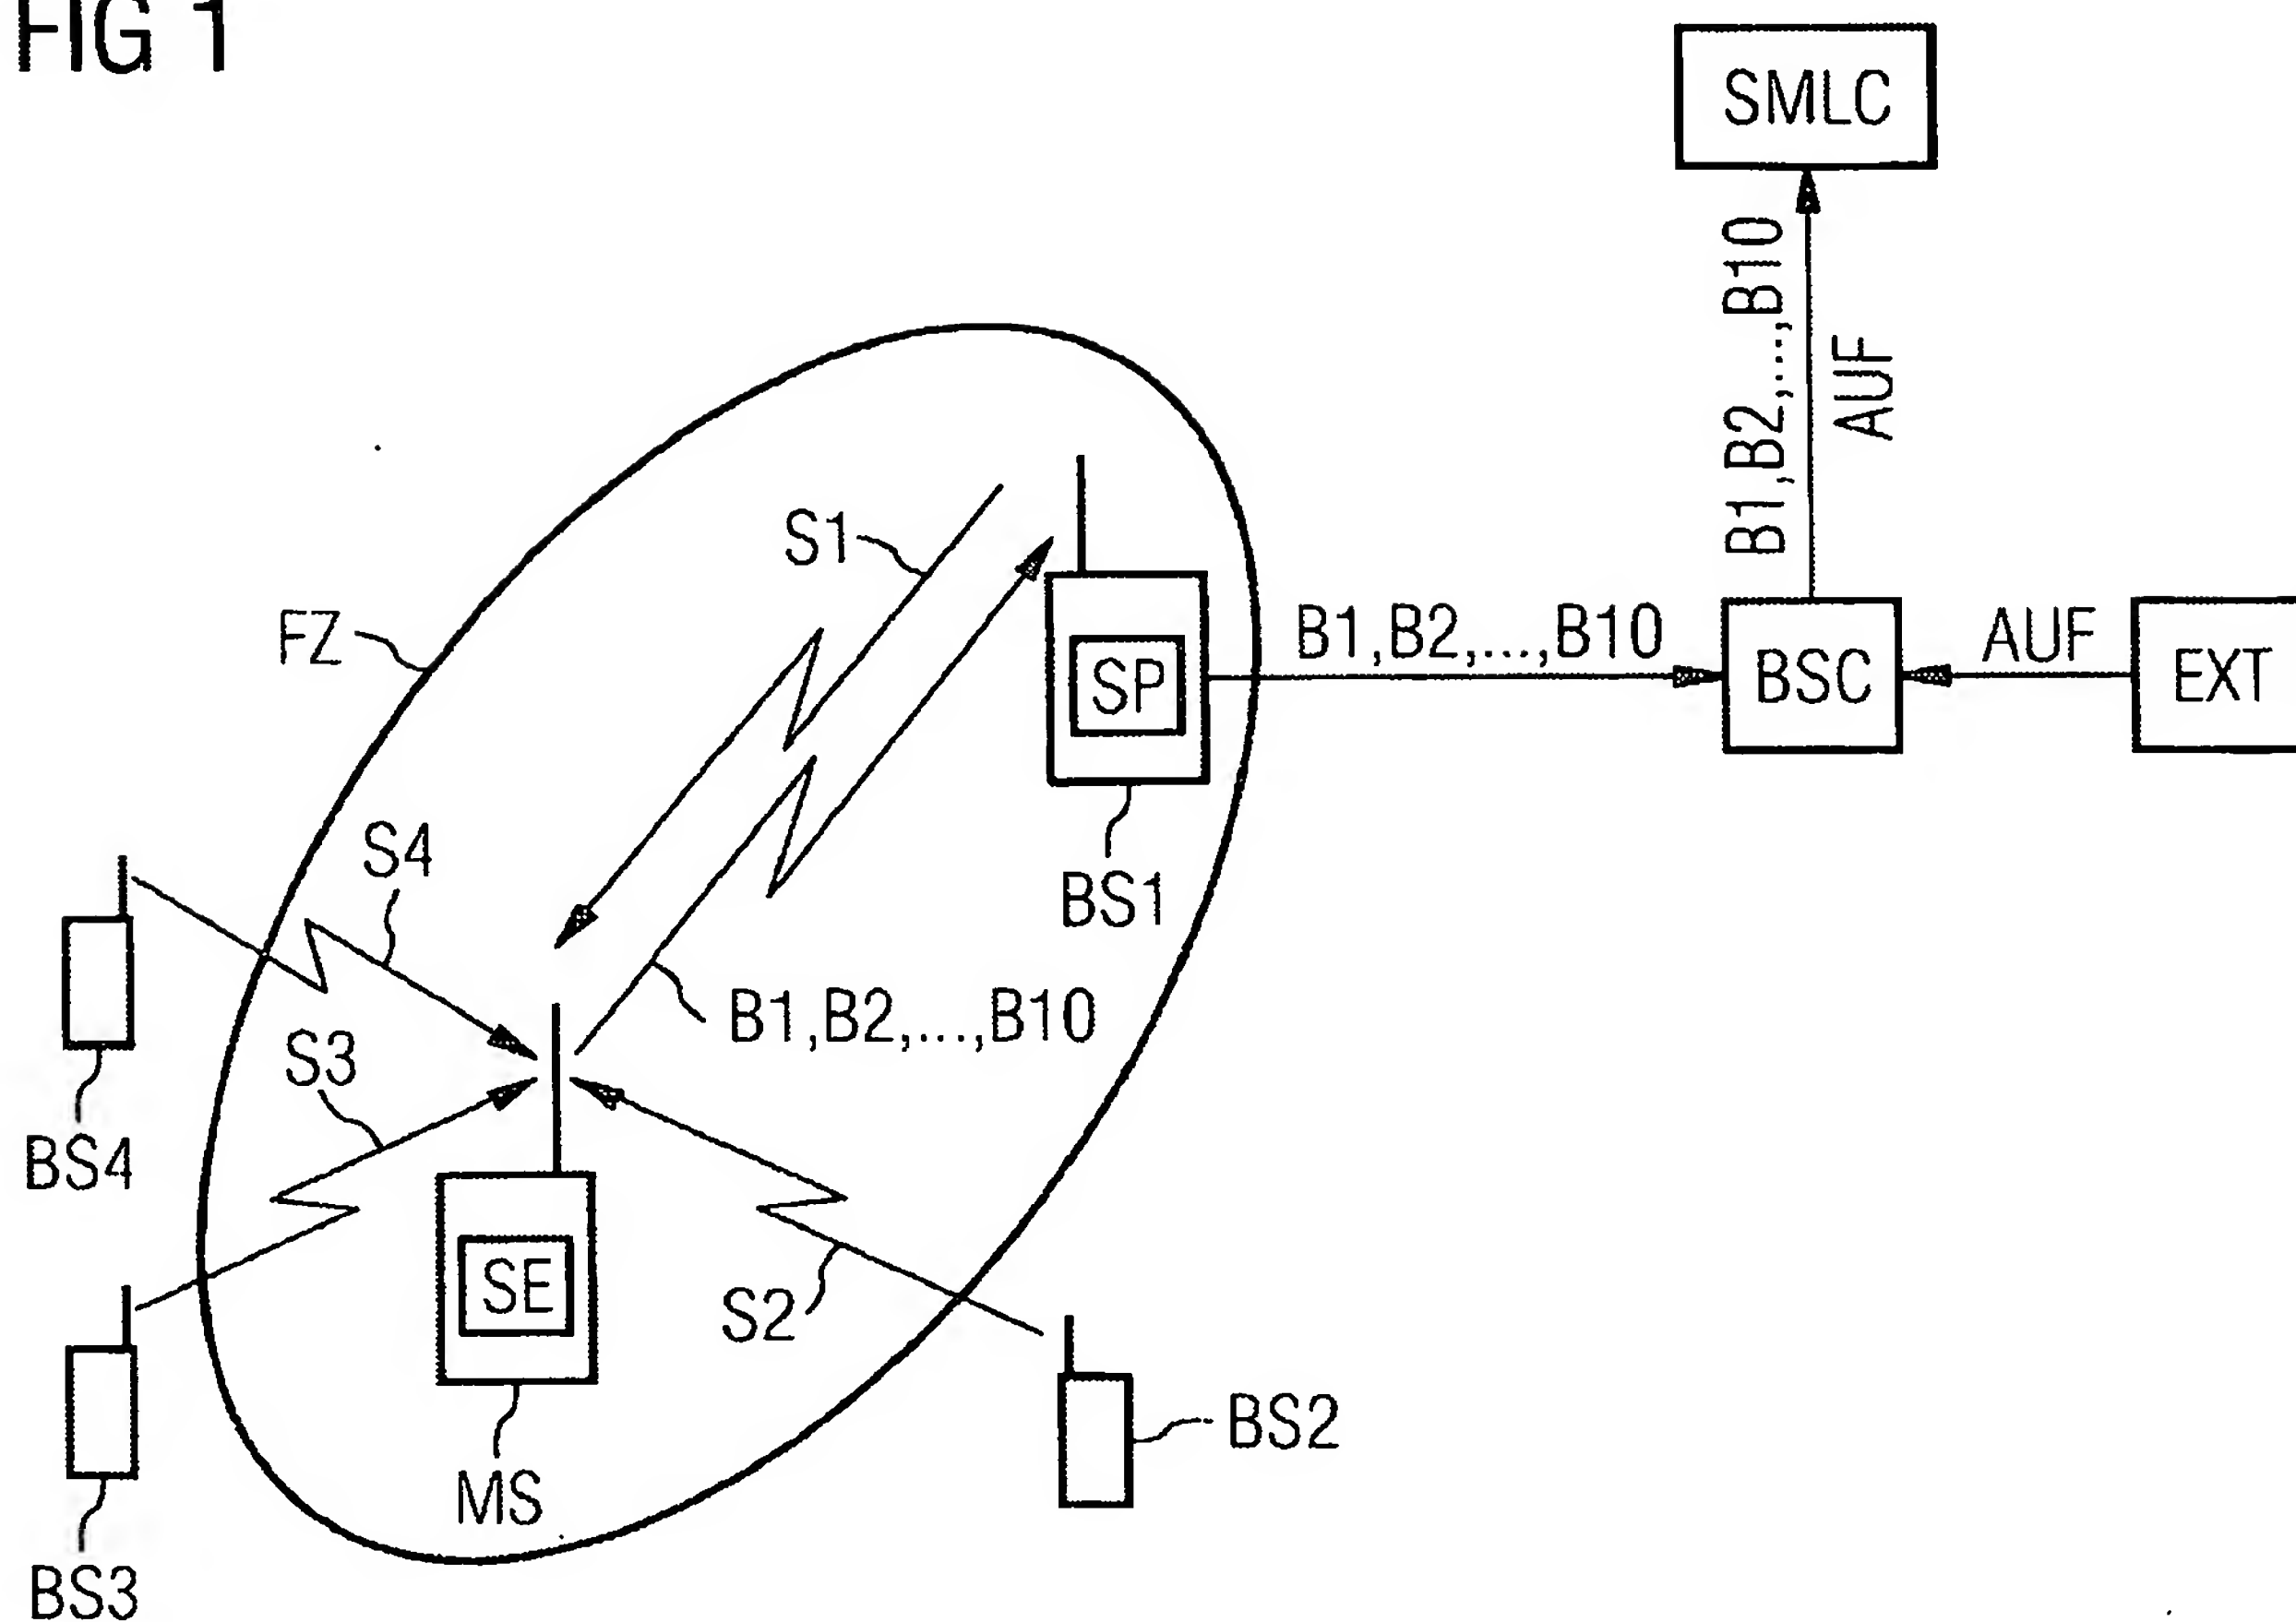 FIG 1
SMLC
B1,B2,...,B10
AUF
S1
FZ
SP
B1,B2,...,B10
BSC
AUF
EXT
S4
BS1
B1,B2,...,B10
S3
BS4
SE
S2
BS2
MS
BS3